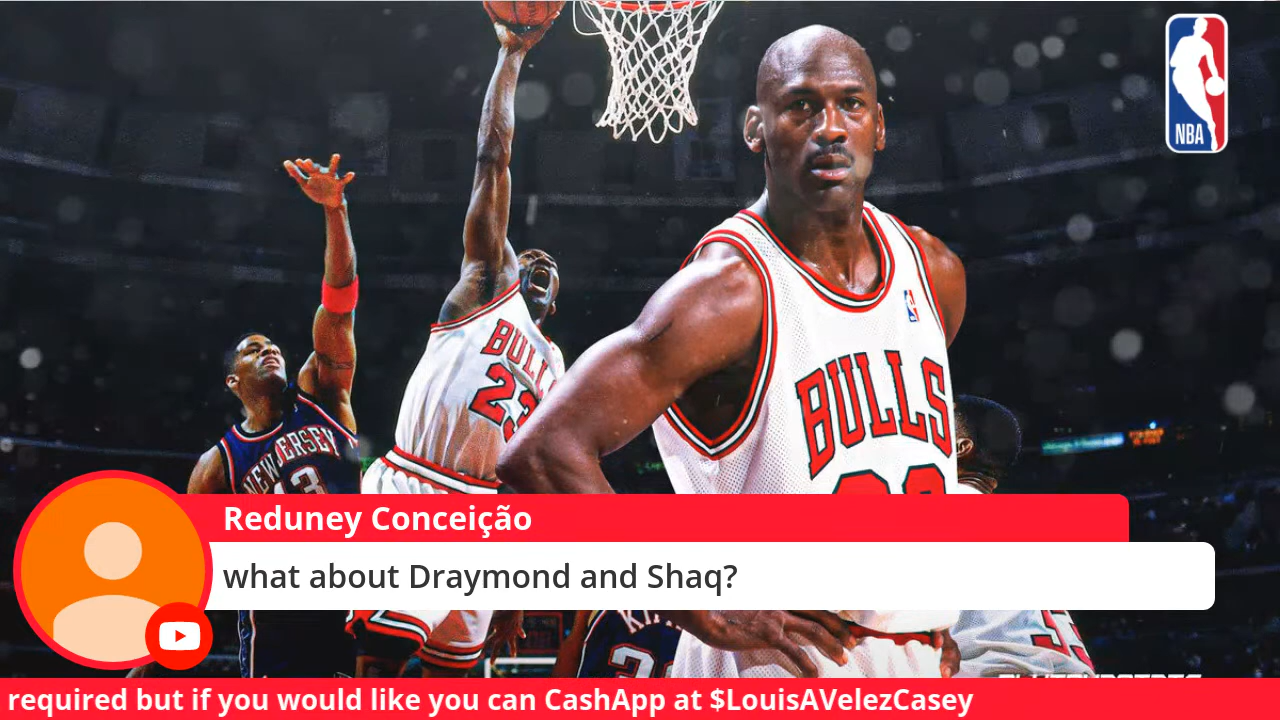 NBA
BULLS
23
NEW JERSEY
13
BULLS
Reduney Conceição
what about Draymond and Shaq?
required but if you would like you can CashApp at $LouisAVelezCasey